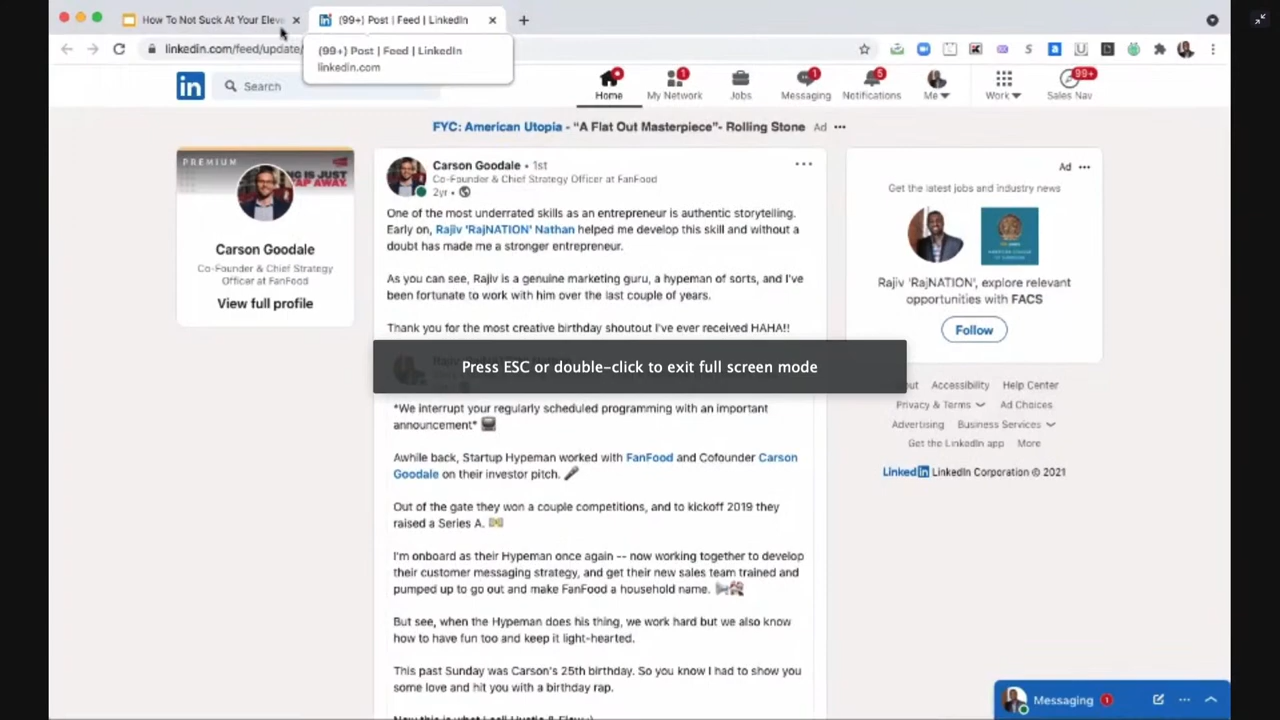 How To Not Suck At Your Elev
(99+) Post | Feed | LinkedIn
linkedin.com/feed/update/
(99+) Post | Feed | LinkedIn
linkedin.com
Search
Home
1
My Network
Jobs
1
Messaging
5
Notifications
Me
Work
99+
Sales Nav
FYC: American Utopia - “A Flat Out Masterpiece”- Rolling Stone Ad
PREMIUM
NG IS JUST
TAP AWAY.
Carson Goodale
Co-Founder & Chief Strategy
Officer at FanFood
View full profile
Carson Goodale • 1st
Co-Founder & Chief Strategy Officer at FanFood
2yr •
One of the most underrated skills as an entrepreneur is authentic storytelling.
Early on, Rajiv 'RajNATION' Nathan helped me develop this skill and without a
doubt has made me a stronger entrepreneur.
As you can see, Rajiv is a genuine marketing guru, a hypeman of sorts, and I've
been fortunate to work with him over the last couple of years.
Thank you for the most creative birthday shoutout I've ever received HAHA!!
Press ESC or double-click to exit full screen mode
*We interrupt your regularly scheduled programming with an important
announcement*
Awhile back, Startup Hypeman worked with FanFood and Cofounder Carson
Goodale on their investor pitch.
Out of the gate they won a couple competitions, and to kickoff 2019 they
raised a Series A.
I'm onboard as their Hypeman once again -- now working together to develop
their customer messaging strategy, and get their new sales team trained and
pumped up to go out and make FanFood a household name.
But see, when the Hypeman does his thing, we work hard but we also know
how to have fun too and keep it light-hearted.
This past Sunday was Carson's 25th birthday. So you know I had to show you
some love and hit you with a birthday rap.
Ad
Get the latest jobs and industry news
Rajiv 'RajNATION', explore relevant
opportunities with FACS
Follow
out Accessibility Help Center
Privacy & Terms Ad Choices
Advertising Business Services
Get the LinkedIn app More
LinkedIn LinkedIn Corporation © 2021
Messaging 1